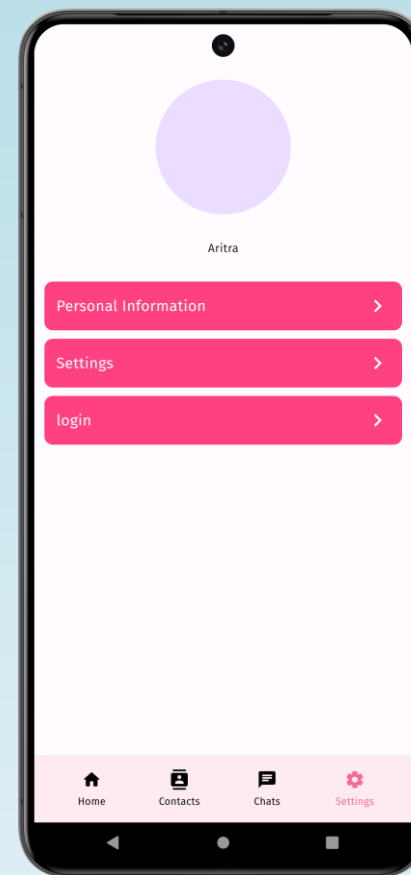 Aritra
Personal Information
Settings
login
Home Contacts Chats Settings